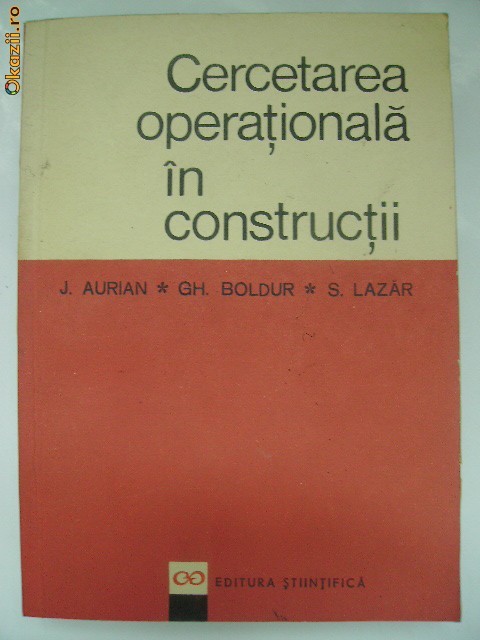 Okazii.ro
Cercetarea
operațională
în
construcții
J. AURIAN * GH. BOLDUR * S. LAZĂR
EDITURA ȘTIINȚIFICĂ